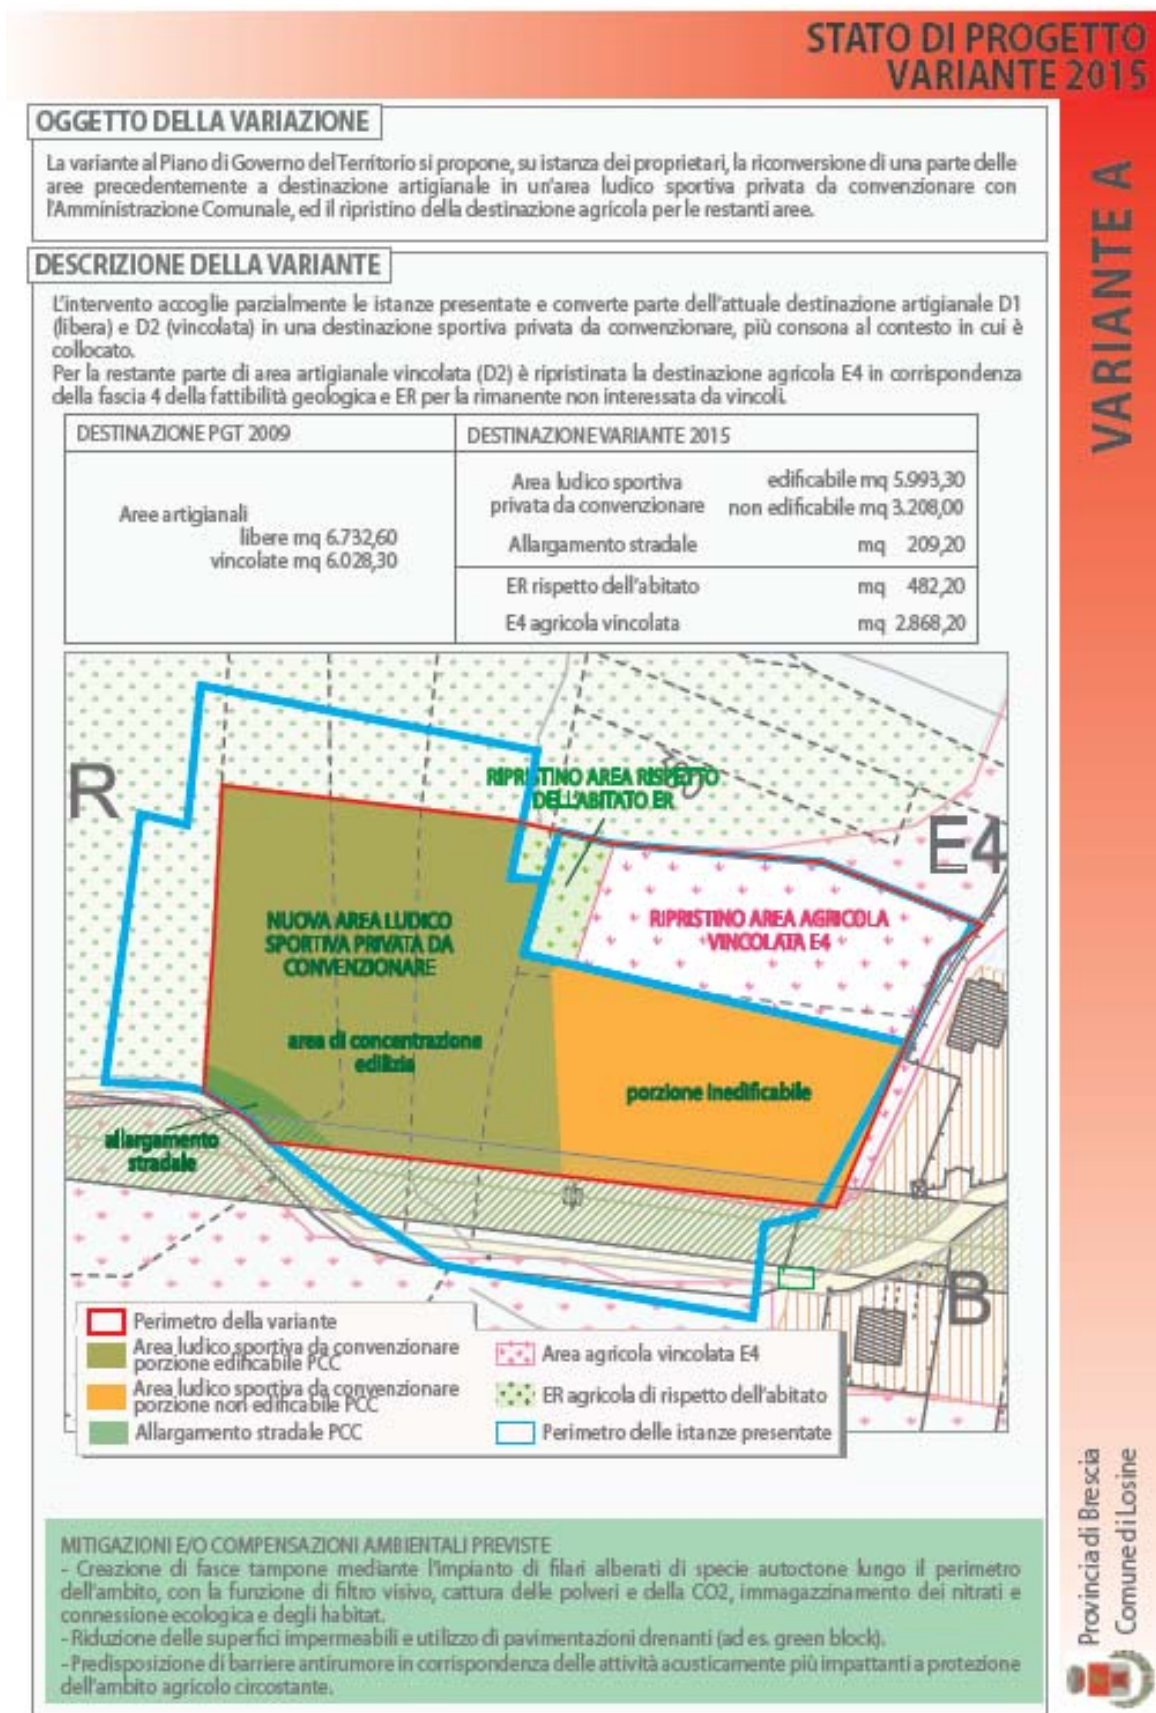 STATO DI PROGETTO
VARIANTE 2015
VARIANTE A
OGGETTO DELLA VARIAZIONE
La variante al Piano di Governo del Territorio si propone, su istanza dei proprietari, la riconversione di una parte delle
aree precedentemente a destinazione artigianale in un'area ludico sportiva privata da convenzionare con
l'Amministrazione Comunale, ed il ripristino della destinazione agricola per le restanti aree.
DESCRIZIONE DELLA VARIANTE
L'intervento accoglie parzialmente le istanze presentate e converte parte dell'attuale destinazione artigianale D1
(libera) e D2 (vincolata) in una destinazione sportiva privata da convenzionare, più consona al contesto in cui è
collocato.
Per la restante parte di area artigianale vincolata (D2) è ripristinata la destinazione agricola E4 in corrispondenza
della fascia 4 della fattibilità geologica e ER per la rimanente non interessata da vincoli.
DESTINAZIONE PGT 2009
DESTINAZIONE VARIANTE 2015
Aree artigianali
libere mq 6.732,60
vincolate mq 6.028,30
Area ludico sportiva edificabile mq 5.993,30
privata da convenzionare non edificabile mq 3.208,00
Allargamento stradale mq 209,20
ER rispetto dell'abitato mq 482,20
E4 agricola vincolata mq 2.868,20
R
RIPRISTINO AREA RISPETTO
DELL'ABITATO ER
E4
NUOVA AREA LUDICO
SPORTIVA PRIVATA DA
CONVENZIONARE
RIPRISTINO AREA AGRICOLA
VINCOLATA E4
area di concentrazione
edilizia
porzione inedificabile
allargamento
stradale
B
Perimetro della variante
Area ludico sportiva da convenzionare
porzione edificabile PCC
Area ludico sportiva da convenzionare
porzione non edificabile PCC
Allargamento stradale PCC
Area agricola vincolata E4
ER agricola di rispetto dell'abitato
Perimetro delle istanze presentate
MITIGAZIONI E/O COMPENSAZIONI AMBIENTALI PREVISTE
- Creazione di fasce tampone mediante l'impianto di filari alberati di specie autoctone lungo il perimetro
dell'ambito, con la funzione di filtro visivo, cattura delle polveri e della CO2, immagazzinamento dei nitrati e
connessione ecologica e degli habitat.
- Riduzione delle superfici impermeabili e utilizzo di pavimentazioni drenanti (ad es. green block).
- Predisposizione di barriere antirumore in corrispondenza delle attività acusticamente più impattanti a protezione
dell'ambito agricolo circostante.
Provincia di Brescia
Comune di Losine